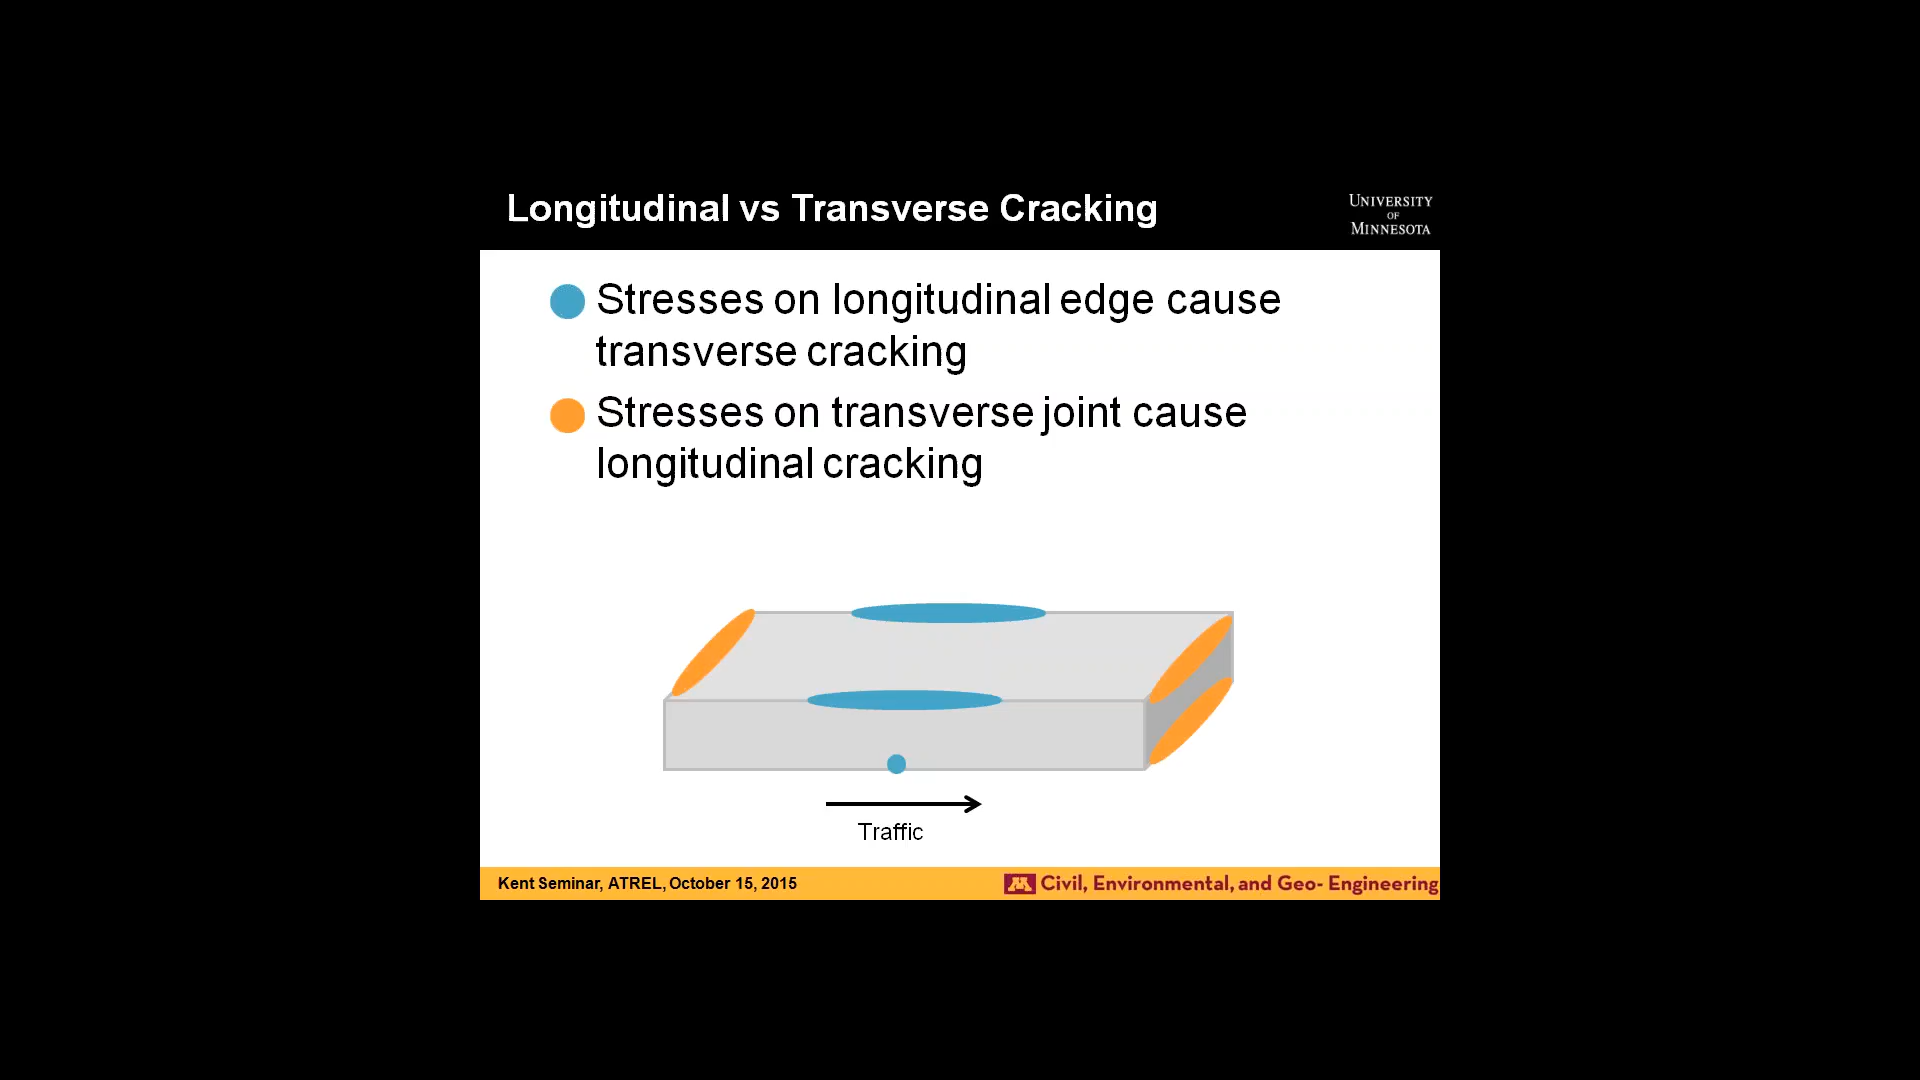 Longitudinal vs Transverse Cracking
UNIVERSITY
OF
MINNESOTA
Stresses on longitudinal edge cause
transverse cracking
Stresses on transverse joint cause
longitudinal cracking
Traffic
Kent Seminar, ATREL, October 15, 2015
M Civil, Environmental, and Geo- Engineering